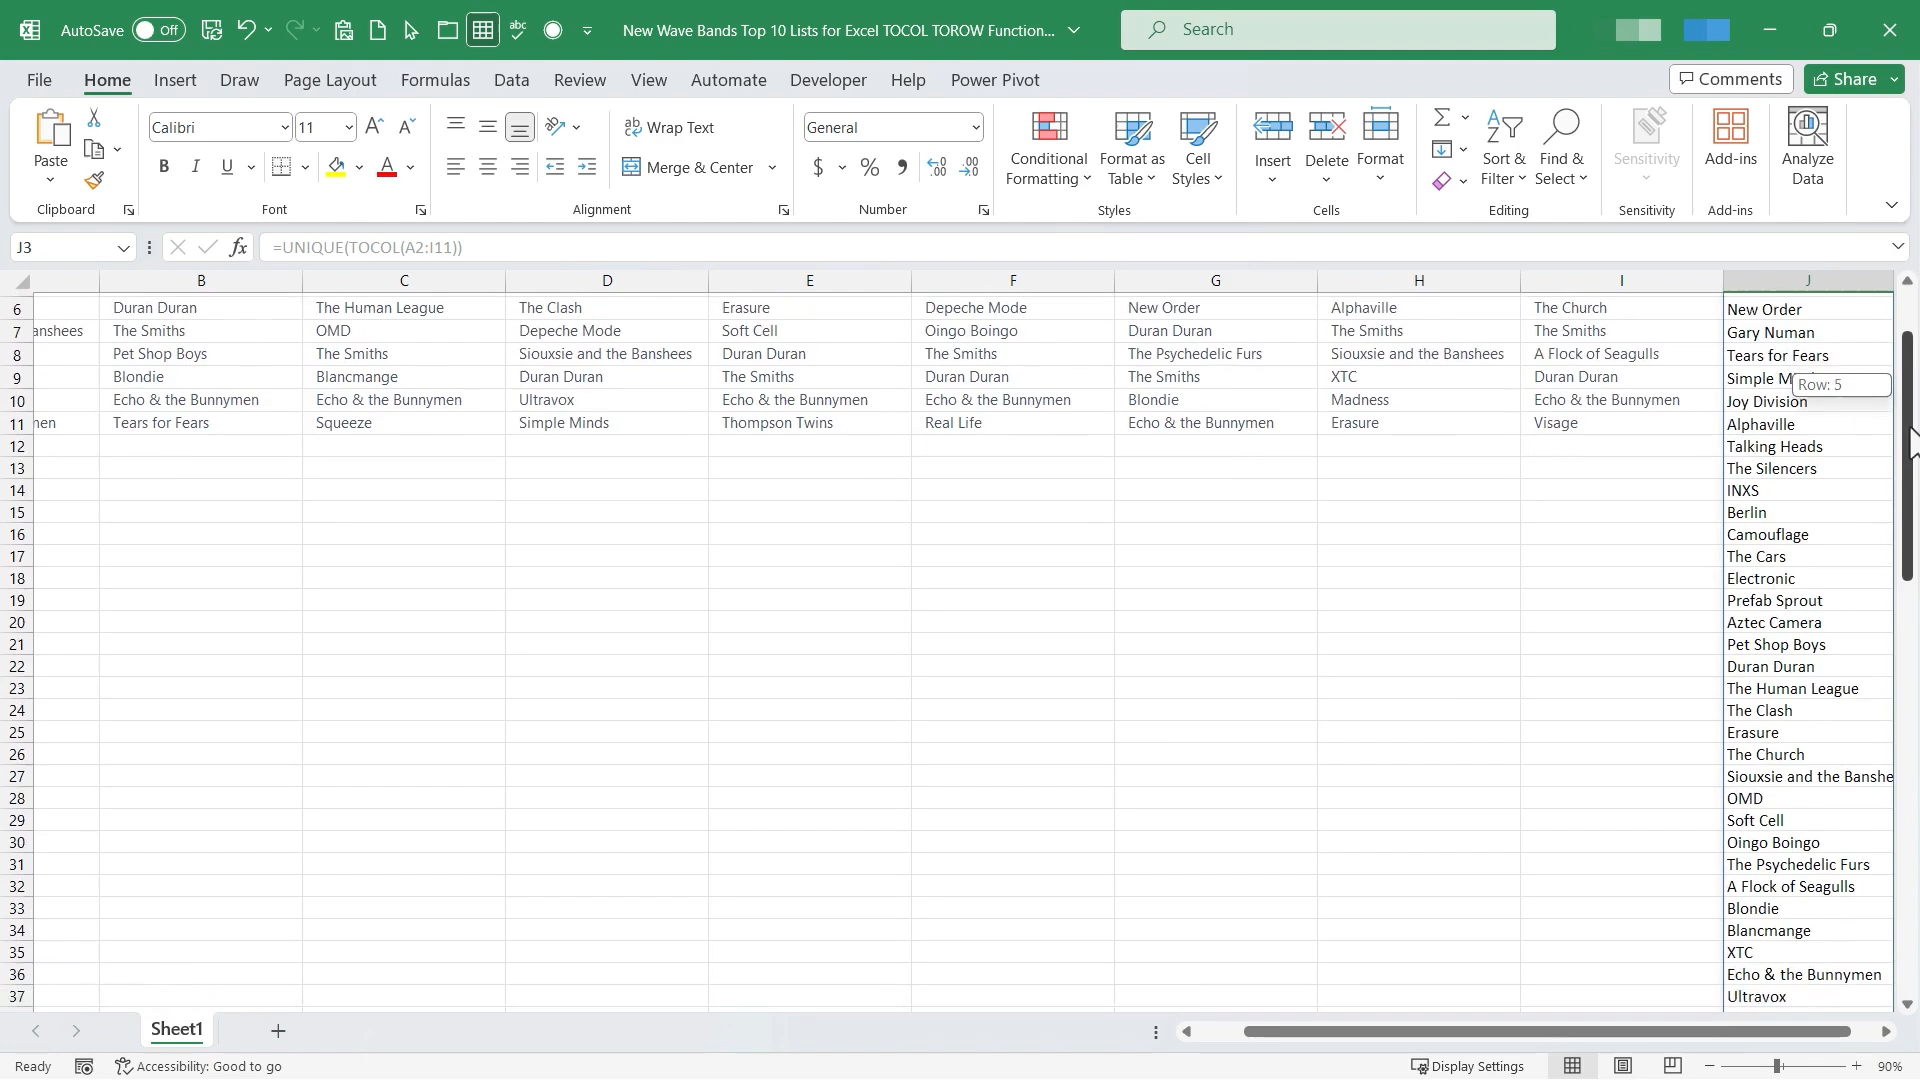 AutoSave Off New Wave Bands Top 10 Lists for Excel TOCOL TOROW Function... Search
File Home Insert Draw Page Layout Formulas Data Review View Automate Developer Help Power Pivot Comments Share
Paste Calibri 11 Wrap Text General Conditional Formatting Format as Table Cell Styles Insert Delete Format Sort & Filter Find & Select Sensitivity Add-ins Analyze Data
B I U A Merge & Center $ % 9 .00
Clipboard Font Alignment Number Styles Cells Editing Sensitivity Add-ins
J3 fx =UNIQUE(TOCOL(A2:I11))
B C D E F G H I J
6 Duran Duran The Human League The Clash Erasure Depeche Mode New Order Alphaville The Church New Order
7 anshees The Smiths OMD Depeche Mode Soft Cell Oingo Boingo Duran Duran The Smiths The Smiths Gary Numan
8 Pet Shop Boys The Smiths Siouxsie and the Banshees Duran Duran The Smiths The Psychedelic Furs Siouxsie and the Banshees A Flock of Seagulls Tears for Fears
9 Blondie Blancmange Duran Duran The Smiths Duran Duran The Smiths XTC Duran Duran Simple M Row: 5
10 Echo & the Bunnymen Echo & the Bunnymen Ultravox Echo & the Bunnymen Echo & the Bunnymen Blondie Madness Echo & the Bunnymen Joy Division
11 nen Tears for Fears Squeeze Simple Minds Thompson Twins Real Life Echo & the Bunnymen Erasure Visage Alphaville
12 Talking Heads
13 The Silencers
14 INXS
15 Berlin
16 Camouflage
17 The Cars
18 Electronic
19 Prefab Sprout
20 Aztec Camera
21 Pet Shop Boys
22 Duran Duran
23 The Human League
24 The Clash
25 Erasure
26 The Church
27 Siouxsie and the Banshe
28 OMD
29 Soft Cell
30 Oingo Boingo
31 The Psychedelic Furs
32 A Flock of Seagulls
33 Blondie
34 Blancmange
35 XTC
36 Echo & the Bunnymen
37 Ultravox
Sheet1
Ready Accessibility: Good to go Display Settings 90%